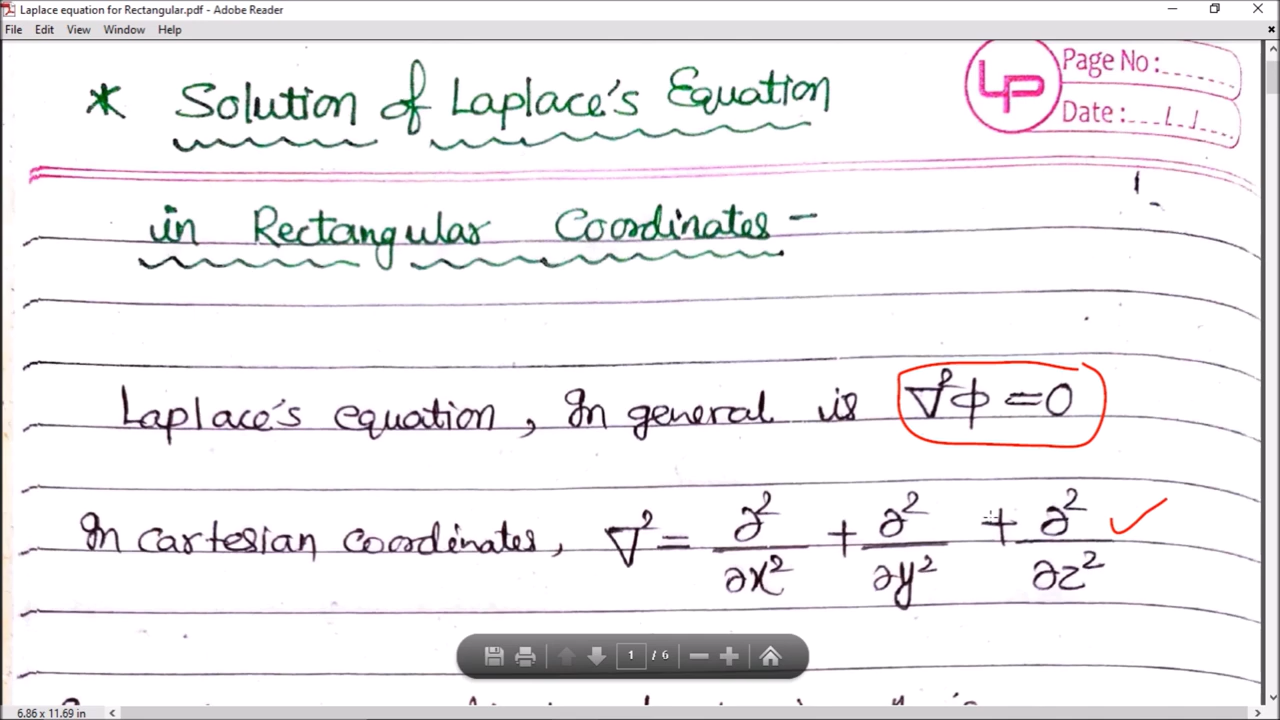 Laplace equation for Rectangular.pdf - Adobe Reader
File Edit View Window Help
* Solution of Laplace's Equation
LP
Page No :
Date :
in Rectangular Coordinates -
Laplace's equation, In general is ∇²ϕ = 0
In cartesian coordinates, ∇² = ∂²/∂x² + ∂²/∂y² + ∂²/∂z²
1 / 6
6.86 x 11.69 in